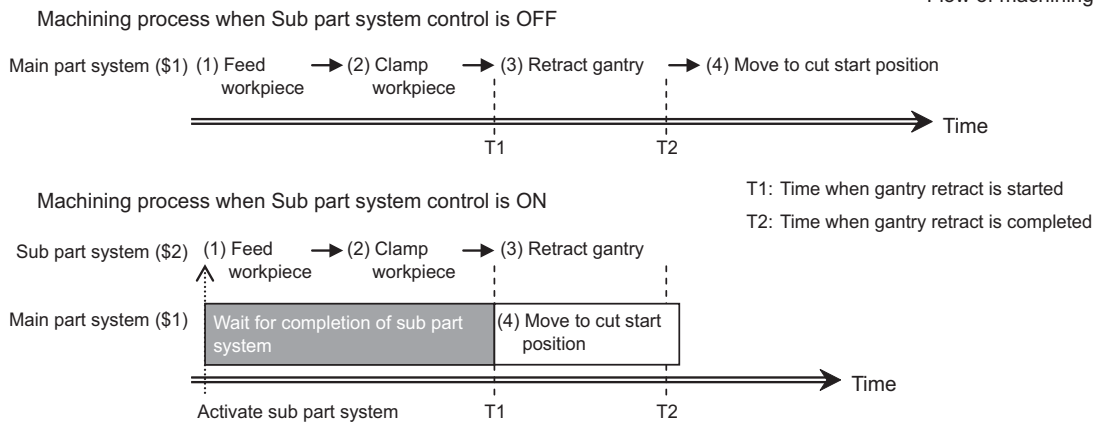 Flow of machining
Machining process when Sub part system control is OFF
Main part system ($1) (1) Feed workpiece (2) Clamp workpiece (3) Retract gantry (4) Move to cut start position
Time
T1 T2
T1: Time when gantry retract is started
T2: Time when gantry retract is completed
Machining process when Sub part system control is ON
Sub part system ($2) (1) Feed workpiece (2) Clamp workpiece (3) Retract gantry
Main part system ($1) Wait for completion of sub part system (4) Move to cut start position
Time
Activate sub part system T1 T2